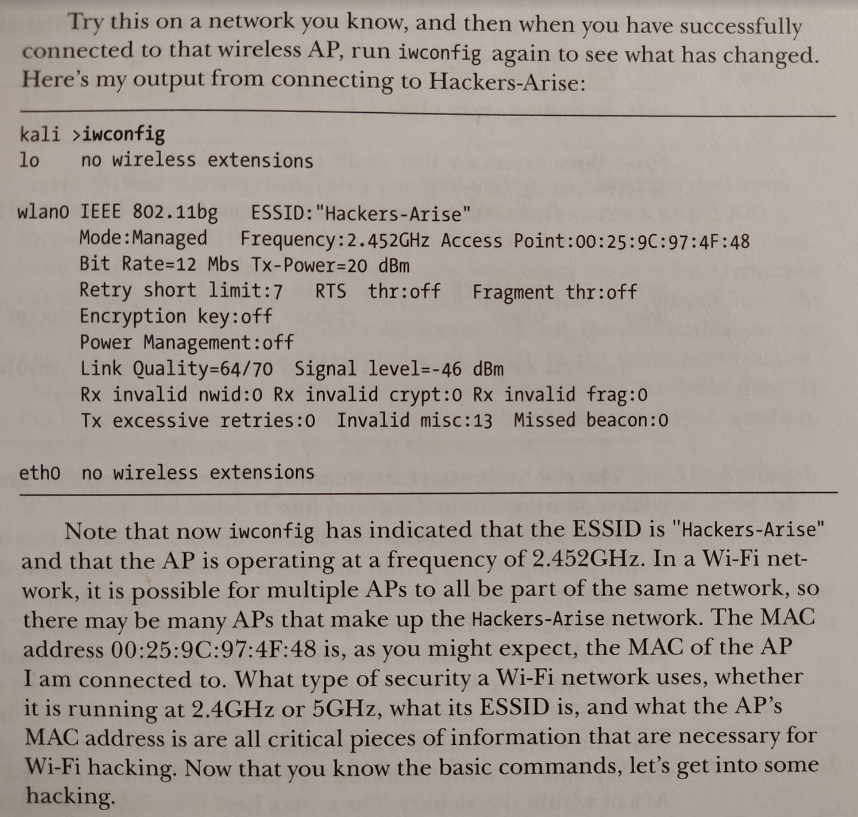 Try this on a network you know, and then when you have successfully
connected to that wireless AP, run iwconfig again to see what has changed.
Here's my output from connecting to Hackers-Arise:
kali >iwconfig
lo no wireless extensions
wlan0 IEEE 802.11bg ESSID:"Hackers-Arise"
Mode:Managed Frequency:2.452GHz Access Point:00:25:9C:97:4F:48
Bit Rate=12 Mbs Tx-Power=20 dBm
Retry short limit:7 RTS thr:off Fragment thr:off
Encryption key:off
Power Management:off
Link Quality=64/70 Signal level=-46 dBm
Rx invalid nwid:0 Rx invalid crypt:0 Rx invalid frag:0
Tx excessive retries:0 Invalid misc:13 Missed beacon:0
eth0 no wireless extensions
Note that now iwconfig has indicated that the ESSID is "Hackers-Arise"
and that the AP is operating at a frequency of 2.452GHz. In a Wi-Fi net-
work, it is possible for multiple APs to all be part of the same network, so
there may be many APs that make up the Hackers-Arise network. The MAC
address 00:25:9C:97:4F:48 is, as you might expect, the MAC of the AP
I am connected to. What type of security a Wi-Fi network uses, whether
it is running at 2.4GHz or 5GHz, what its ESSID is, and what the AP's
MAC address is are all critical pieces of information that are necessary for
Wi-Fi hacking. Now that you know the basic commands, let's get into some
hacking.